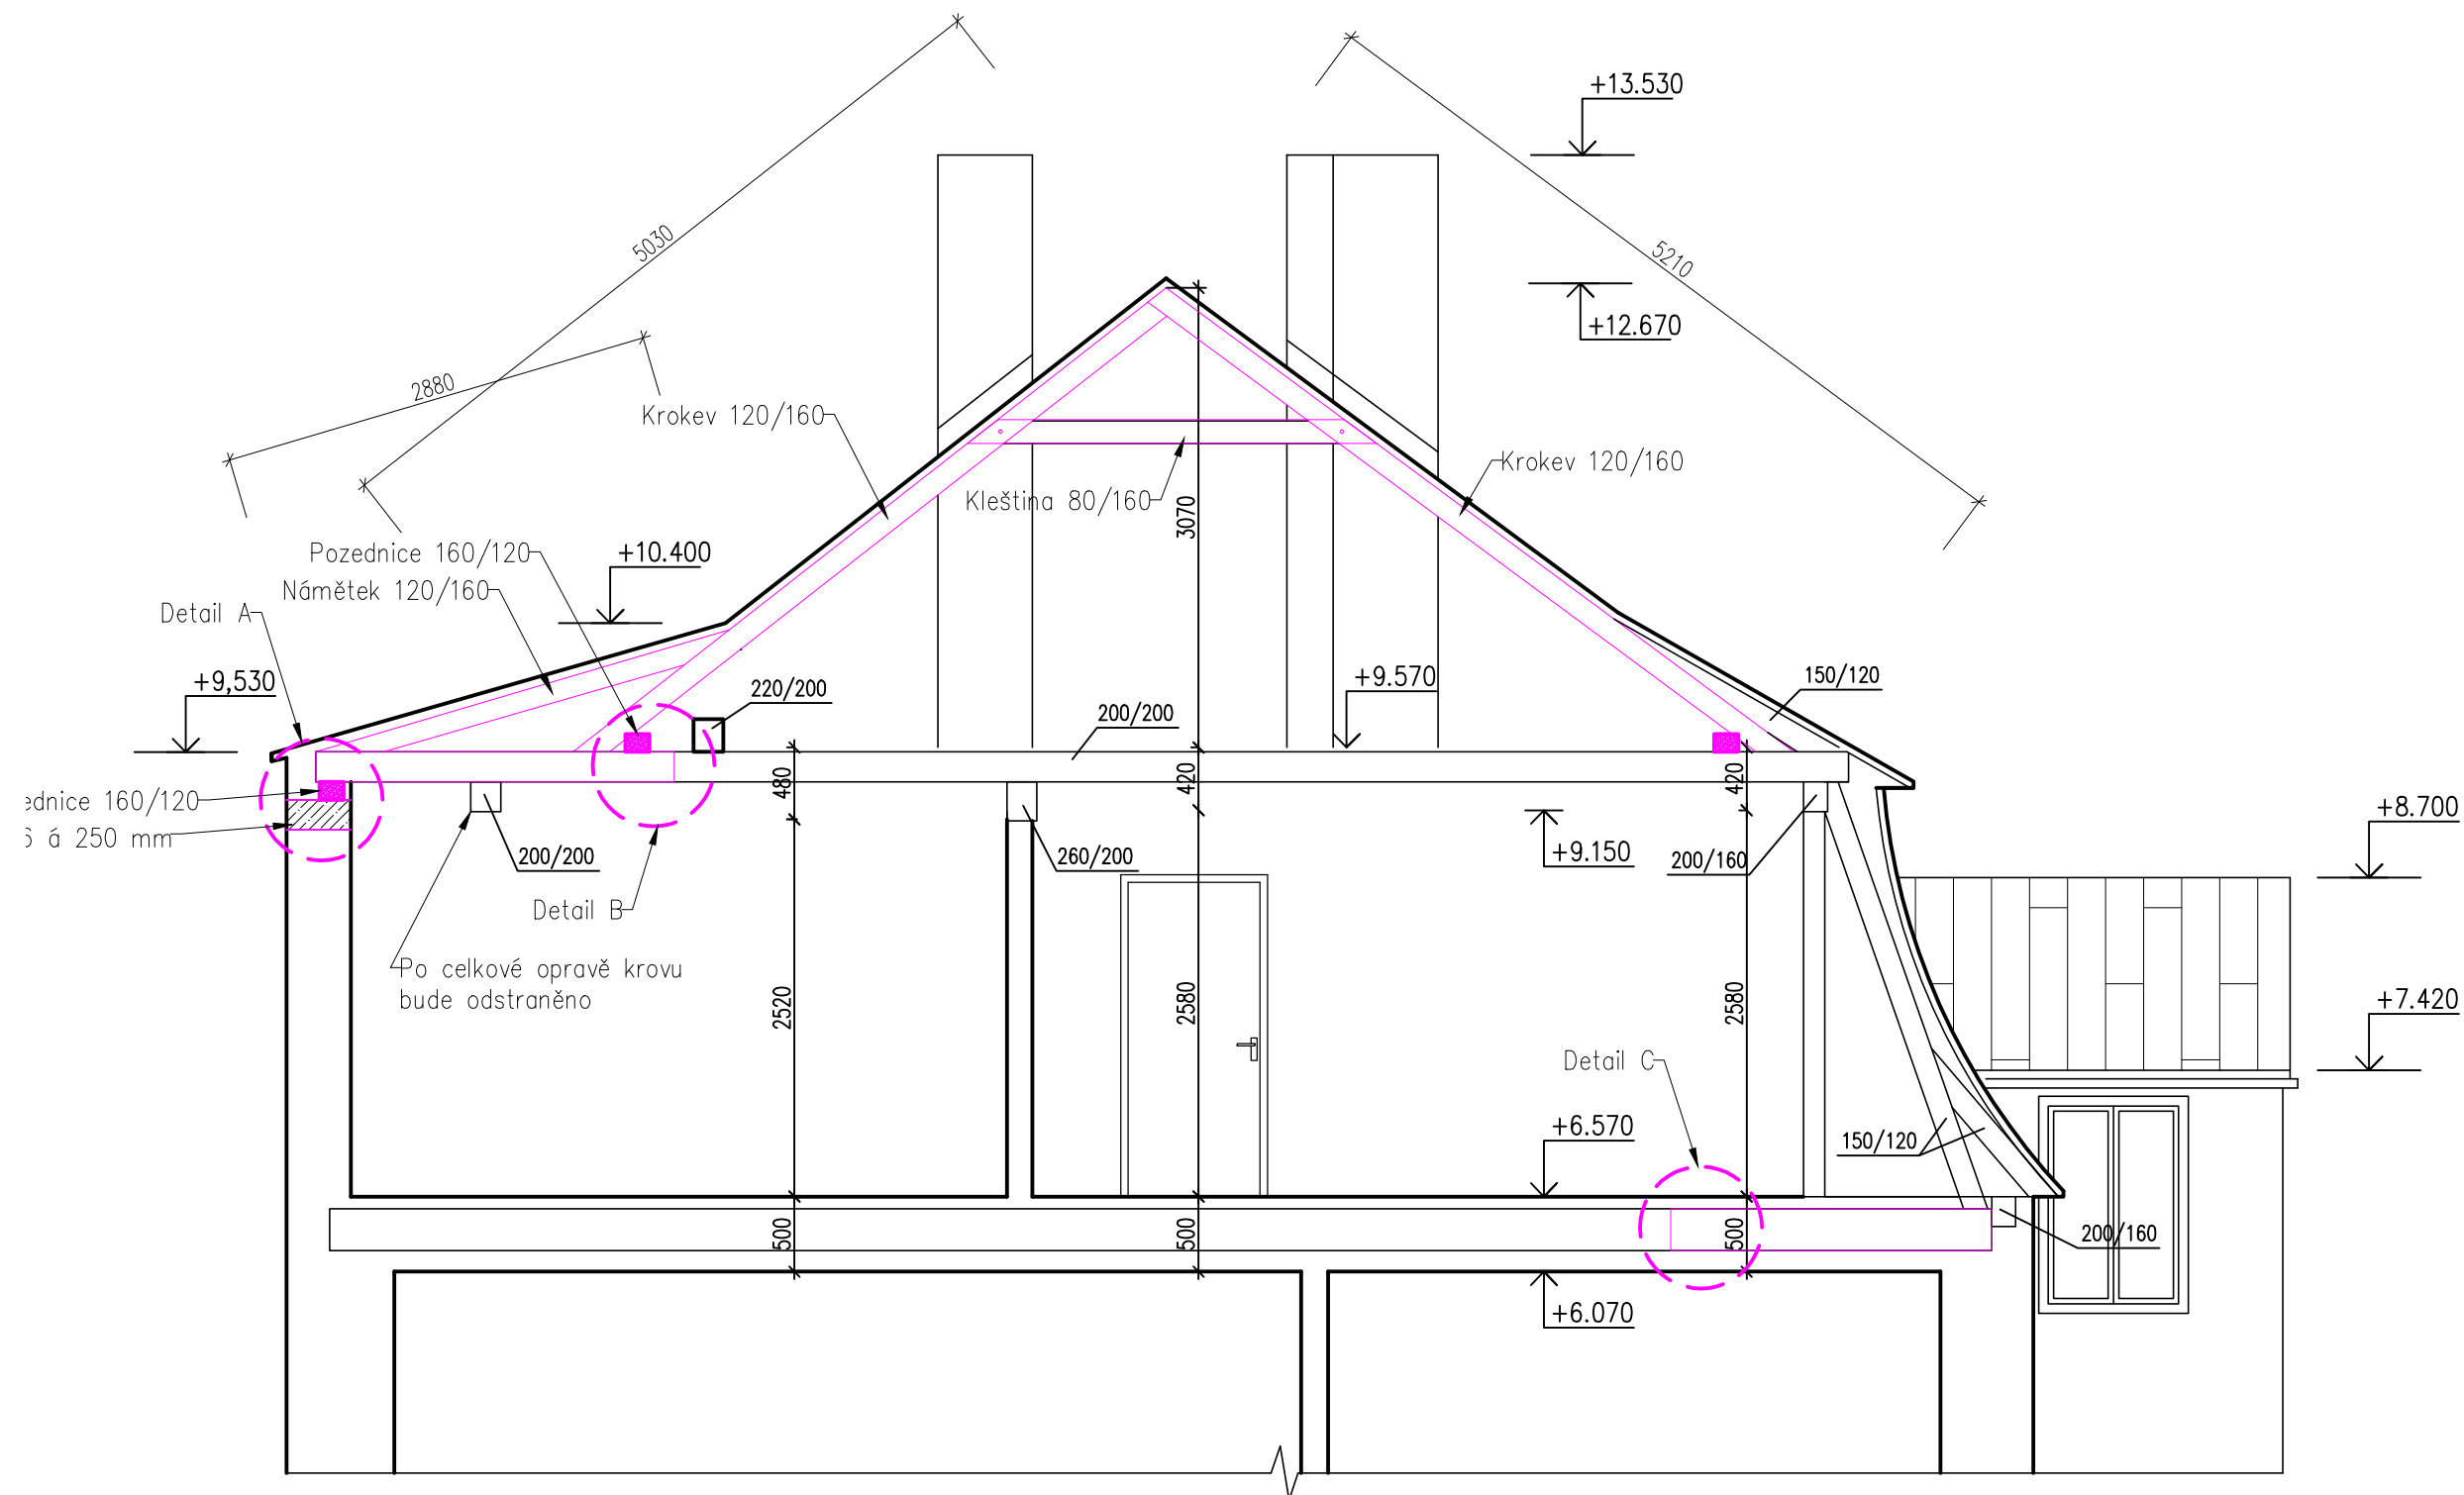 +13.530
5030
5210
+12.670
2880
Krokev 120/160
Krokev 120/160
Kleština 80/160
3070
Pozednice 160/120
+10.400
Námětek 120/160
Detail A
+9,530
220/200
200/200
+9.570
150/120
480
420
420
160/120
á 250 mm
200/200
260/200
+9.150
200/160
+8.700
Detail B
Po celkové opravě krovu
bude odstraněno
2520
2580
2580
+7.420
Detail C
+6.570
150/120
500
500
500
200/160
+6.070